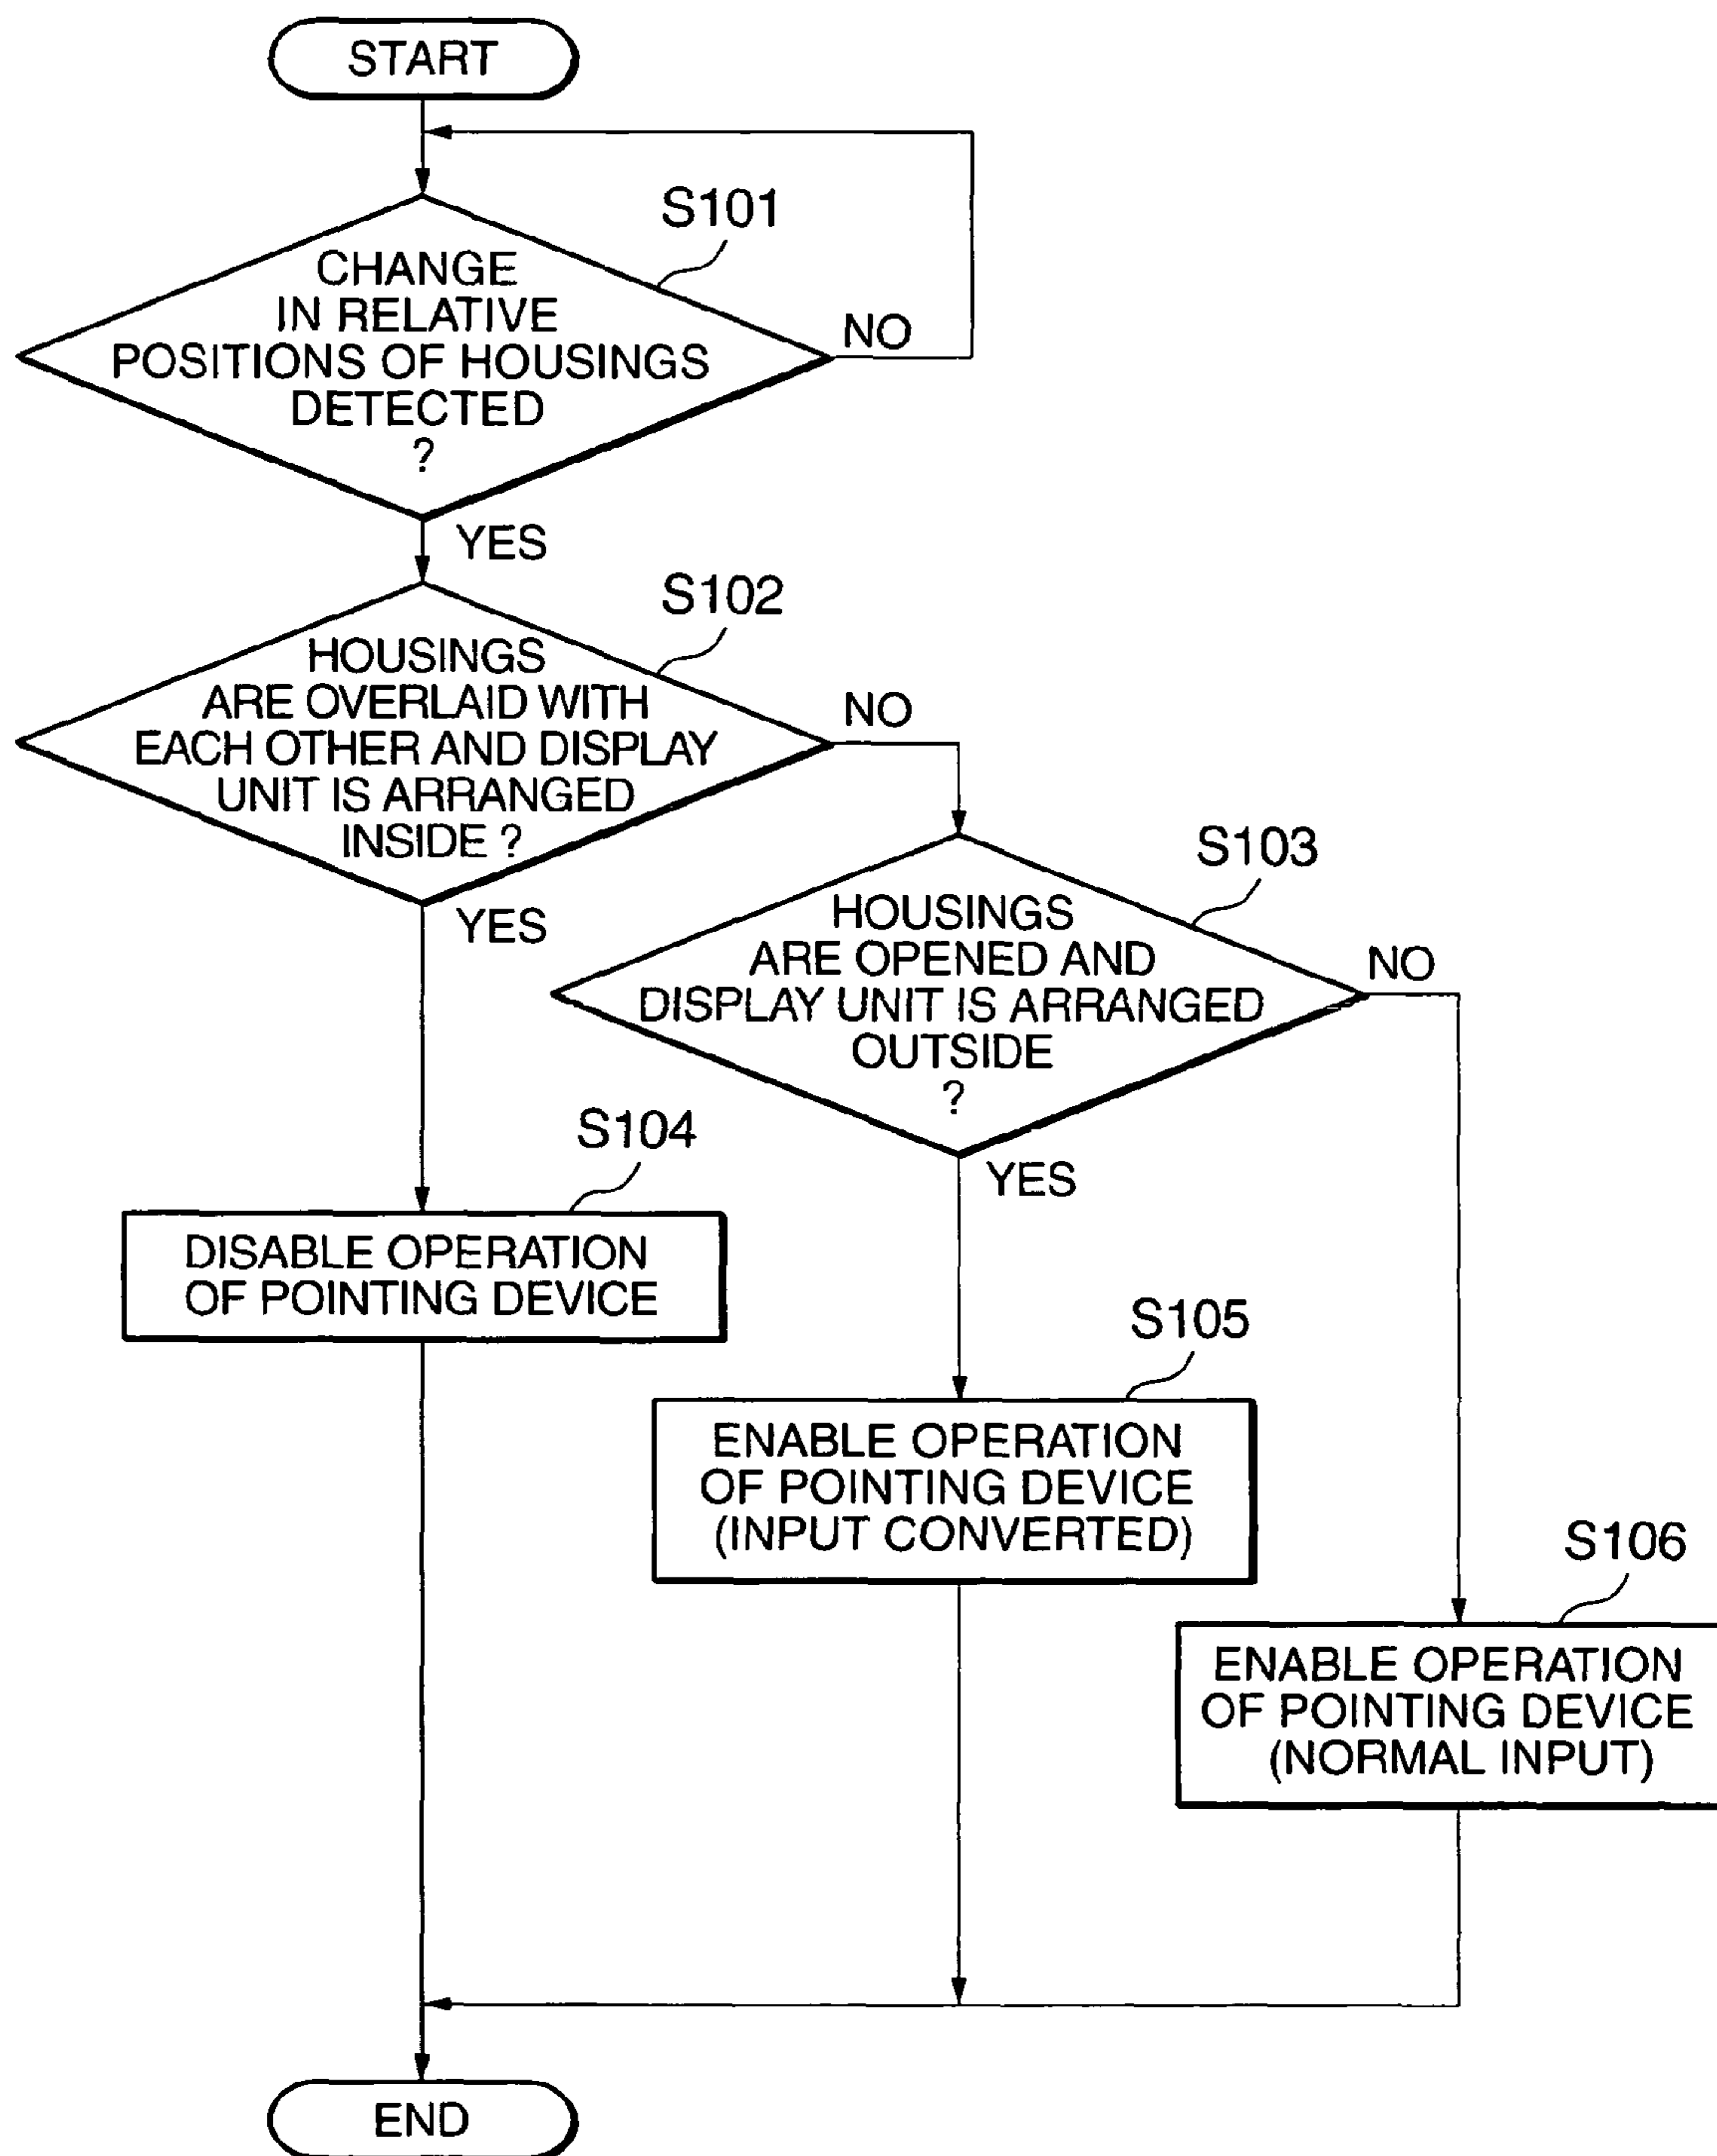 START
S101
CHANGE
IN RELATIVE
POSITIONS OF HOUSINGS
DETECTED
?
NO
YES
S102
HOUSINGS
ARE OVERLAID WITH
EACH OTHER AND DISPLAY
UNIT IS ARRANGED
INSIDE ?
NO
YES
S103
HOUSINGS
ARE OPENED AND
DISPLAY UNIT IS ARRANGED
OUTSIDE
?
NO
YES
S104
DISABLE OPERATION
OF POINTING DEVICE
S105
ENABLE OPERATION
OF POINTING DEVICE
(INPUT CONVERTED)
S106
ENABLE OPERATION
OF POINTING DEVICE
(NORMAL INPUT)
END